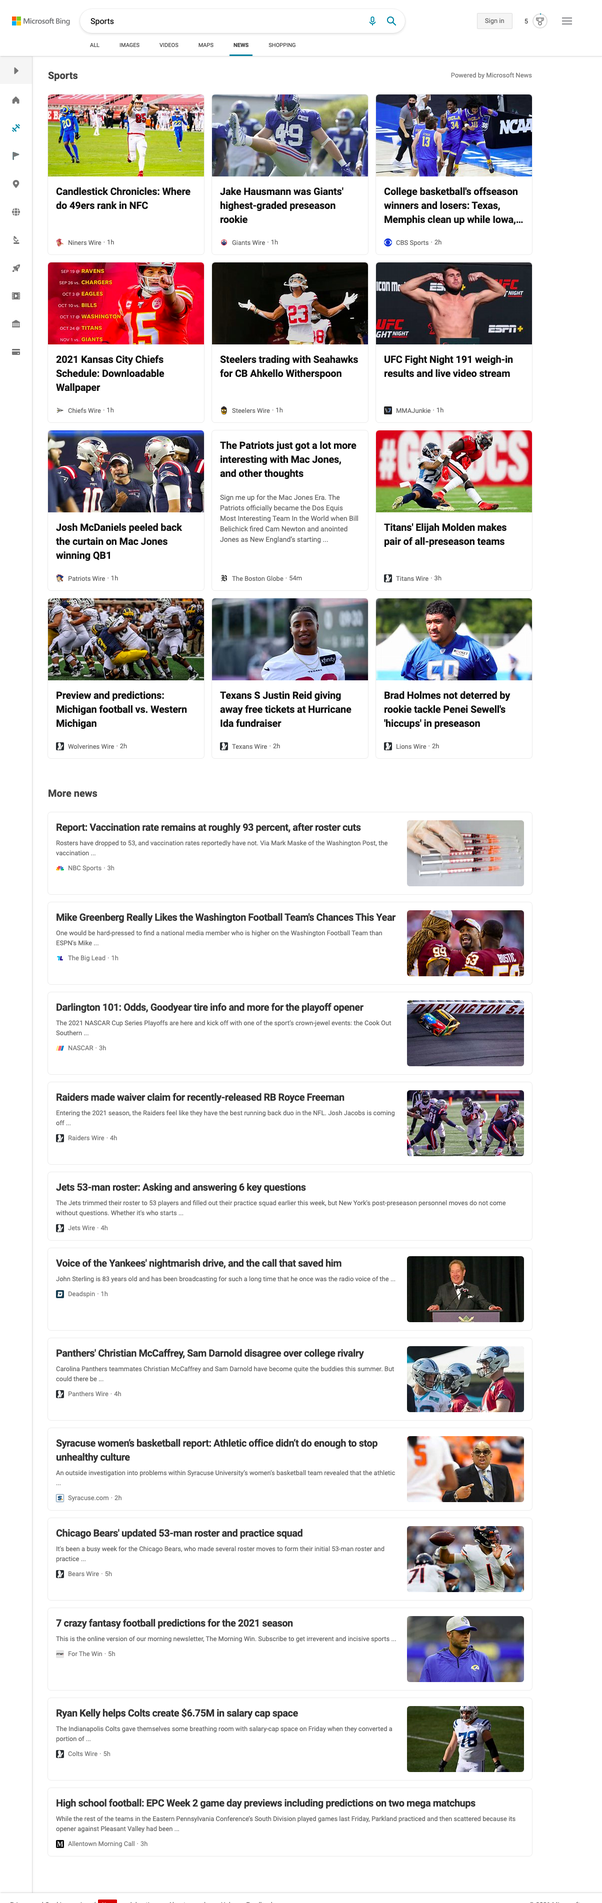 Microsoft Bing
Sports
Sign in
5
ALL IMAGES VIDEOS MAPS NEWS SHOPPING
Sports
Powered by Microsoft News
NCAA
Candlestick Chronicles: Where
do 49ers rank in NFC
Niners Wire · 1h
Jake Hausmann was Giants'
highest-graded preseason
rookie
Giants Wire · 1h
College basketball's offseason
winners and losers: Texas,
Memphis clean up while Iowa,...
CBS Sports · 2h
SEP 19 @ RAVENS
SEP 26 vs. CHARGERS
OCT 3 @ EAGLES
OCT 10 vs. BILLS
OCT 17 @ WASHINGTON
OCT 24 @ TITANS
NOV 1 vs. GIANTS
15
23
UFC
FIGHT NIGHT
ESPN+
2021 Kansas City Chiefs
Schedule: Downloadable
Wallpaper
Chiefs Wire · 1h
Steelers trading with Seahawks
for CB Ahkello Witherspoon
Steelers Wire · 1h
UFC Fight Night 191 weigh-in
results and live video stream
MMAJunkie · 1h
Josh McDaniels peeled back
the curtain on Mac Jones
winning QB1
Patriots Wire · 1h
The Patriots just got a lot more
interesting with Mac Jones,
and other thoughts
Sign me up for the Mac Jones Era. The
Patriots officially became the Dos Equis
Most Interesting Team In the World when Bill
Belichick fired Cam Newton and anointed
Jones as New England's starting ...
The Boston Globe · 54m
Titans' Elijah Molden makes
pair of all-preseason teams
Titans Wire · 3h
Preview and predictions:
Michigan football vs. Western
Michigan
Wolverines Wire · 2h
Texans S Justin Reid giving
away free tickets at Hurricane
Ida fundraiser
Texans Wire · 2h
Brad Holmes not deterred by
rookie tackle Penei Sewell's
'hiccups' in preseason
Lions Wire · 2h
More news
Report: Vaccination rate remains at roughly 93 percent, after roster cuts
Rosters have dropped to 53, and vaccination rates reportedly have not. Via Mark Maske of the Washington Post, the
vaccination ...
NBC Sports · 3h
Mike Greenberg Really Likes the Washington Football Team's Chances This Year
One would be hard-pressed to find a national media member who is higher on the Washington Football Team than
ESPN's Mike ...
The Big Lead · 1h
Darlington 101: Odds, Goodyear tire info and more for the playoff opener
The 2021 NASCAR Cup Series Playoffs are here and kick off with one of the sport's crown-jewel events: the Cook Out
Southern ...
NASCAR · 3h
Raiders made waiver claim for recently-released RB Royce Freeman
Entering the 2021 season, the Raiders feel like they have the best running back duo in the NFL. Josh Jacobs is coming
off ...
Raiders Wire · 4h
Jets 53-man roster: Asking and answering 6 key questions
The Jets trimmed their roster to 53 players and filled out their practice squad earlier this week, but New York's post-preseason personnel moves do not come
without questions. Whether it's who starts ...
Jets Wire · 4h
Voice of the Yankees' nightmarish drive, and the call that saved him
John Sterling is 83 years old and has been broadcasting for such a long time that he once was the radio voice of the ...
Deadspin · 1h
Panthers' Christian McCaffrey, Sam Darnold disagree over college rivalry
Carolina Panthers teammates Christian McCaffrey and Sam Darnold have become quite the buddies this summer. But
could there be ...
Panthers Wire · 4h
Syracuse women's basketball report: Athletic office didn't do enough to stop
unhealthy culture
An outside investigation into problems within Syracuse University's women's basketball team revealed that the athletic
...
Syracuse.com · 2h
Chicago Bears' updated 53-man roster and practice squad
It's been a busy week for the Chicago Bears, who made several roster moves to form their initial 53-man roster and
practice ...
Bears Wire · 5h
7 crazy fantasy football predictions for the 2021 season
This is the online version of our morning newsletter, The Morning Win. Subscribe to get irreverent and incisive sports ...
For The Win · 5h
Ryan Kelly helps Colts create $6.75M in salary cap space
The Indianapolis Colts gave themselves some breathing room with salary-cap space on Friday when they converted a
portion of ...
Colts Wire · 5h
High school football: EPC Week 2 game day previews including predictions on two mega matchups
While the rest of the teams in the Eastern Pennsylvania Conference's South Division played games last Friday, Parkland practiced and then scattered because its
opener against Pleasant Valley had been ...
Allentown Morning Call · 3h